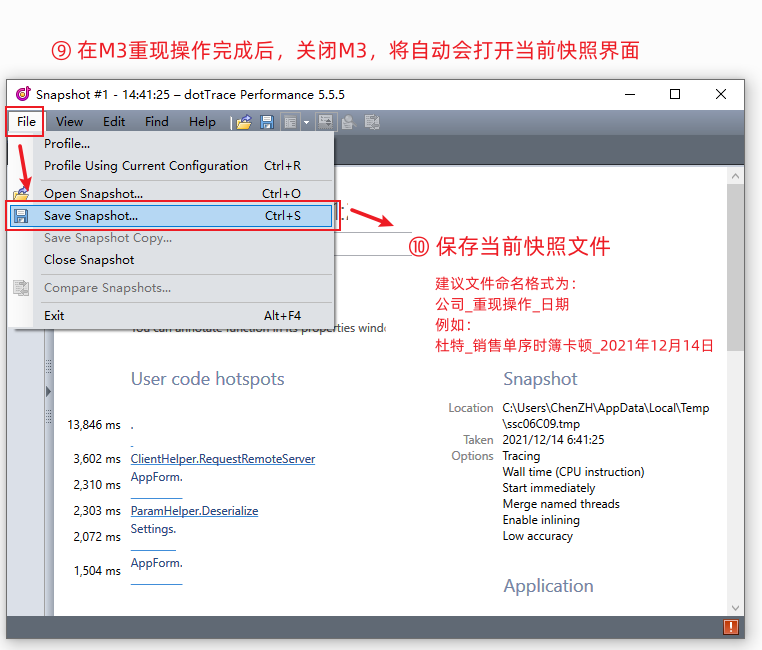 ⑨ 在M3重现操作完成后，关闭M3，将自动会打开当前快照界面
Snapshot #1 - 14:41:25 – dotTrace Performance 5.5.5
File View Edit Find Help
Profile...
Profile Using Current Configuration Ctrl+R
Open Snapshot... Ctrl+O
Save Snapshot... Ctrl+S
Save Snapshot Copy...
Close Snapshot
Compare Snapshots...
Exit Alt+F4
⑩ 保存当前快照文件
建议文件命名格式为：
公司_重现操作_日期
例如：
杜特_销售单序时簿卡顿_2021年12月14日
You can annotate function in its properties
User code hotspots
13,846 ms .
3,602 ms ClientHelper.RequestRemoteServer
2,310 ms AppForm.
2,303 ms ParamHelper.Deserialize
2,072 ms Settings.
1,504 ms AppForm.
Snapshot
Location C:\Users\ChenZH\AppData\Local\Temp
\ssc06C09.tmp
Taken 2021/12/14 6:41:25
Options Tracing
Wall time (CPU instruction)
Start immediately
Merge named threads
Enable inlining
Low accuracy
Application